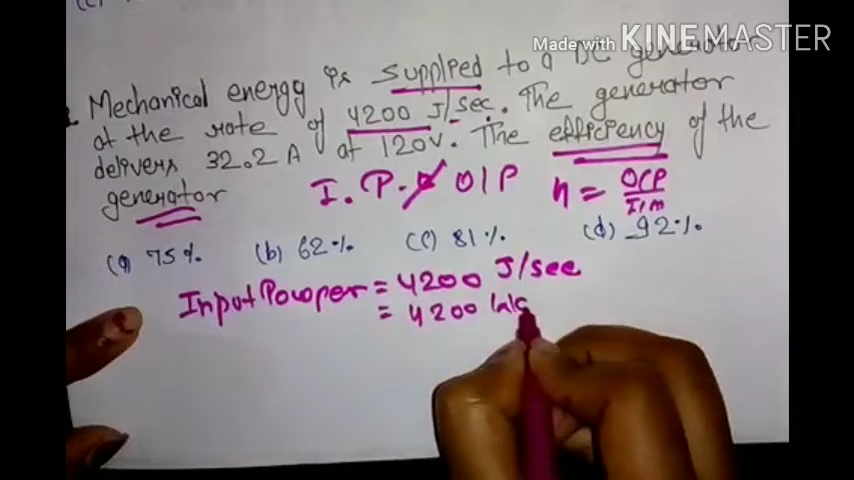 Made with KINEMASTER
Mechanical energy is supplied to a DC generator
at the rate of 4200 J/sec. The generator
delivers 32.2 A at 120V. The efficiency of the
generator
I.P. O/P η = O/P
(a) 75% (b) 62% (c) 81% (d) 92%
Input Power = 4200 J/sec
= 4200